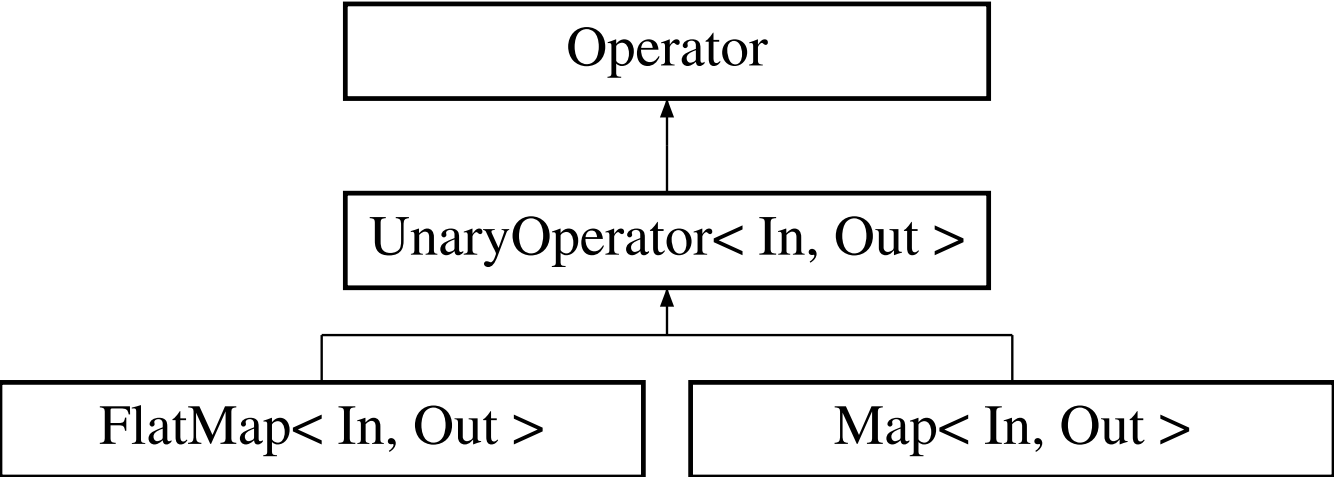 Operator
UnaryOperator< In, Out >
FlatMap< In, Out >
Map< In, Out >